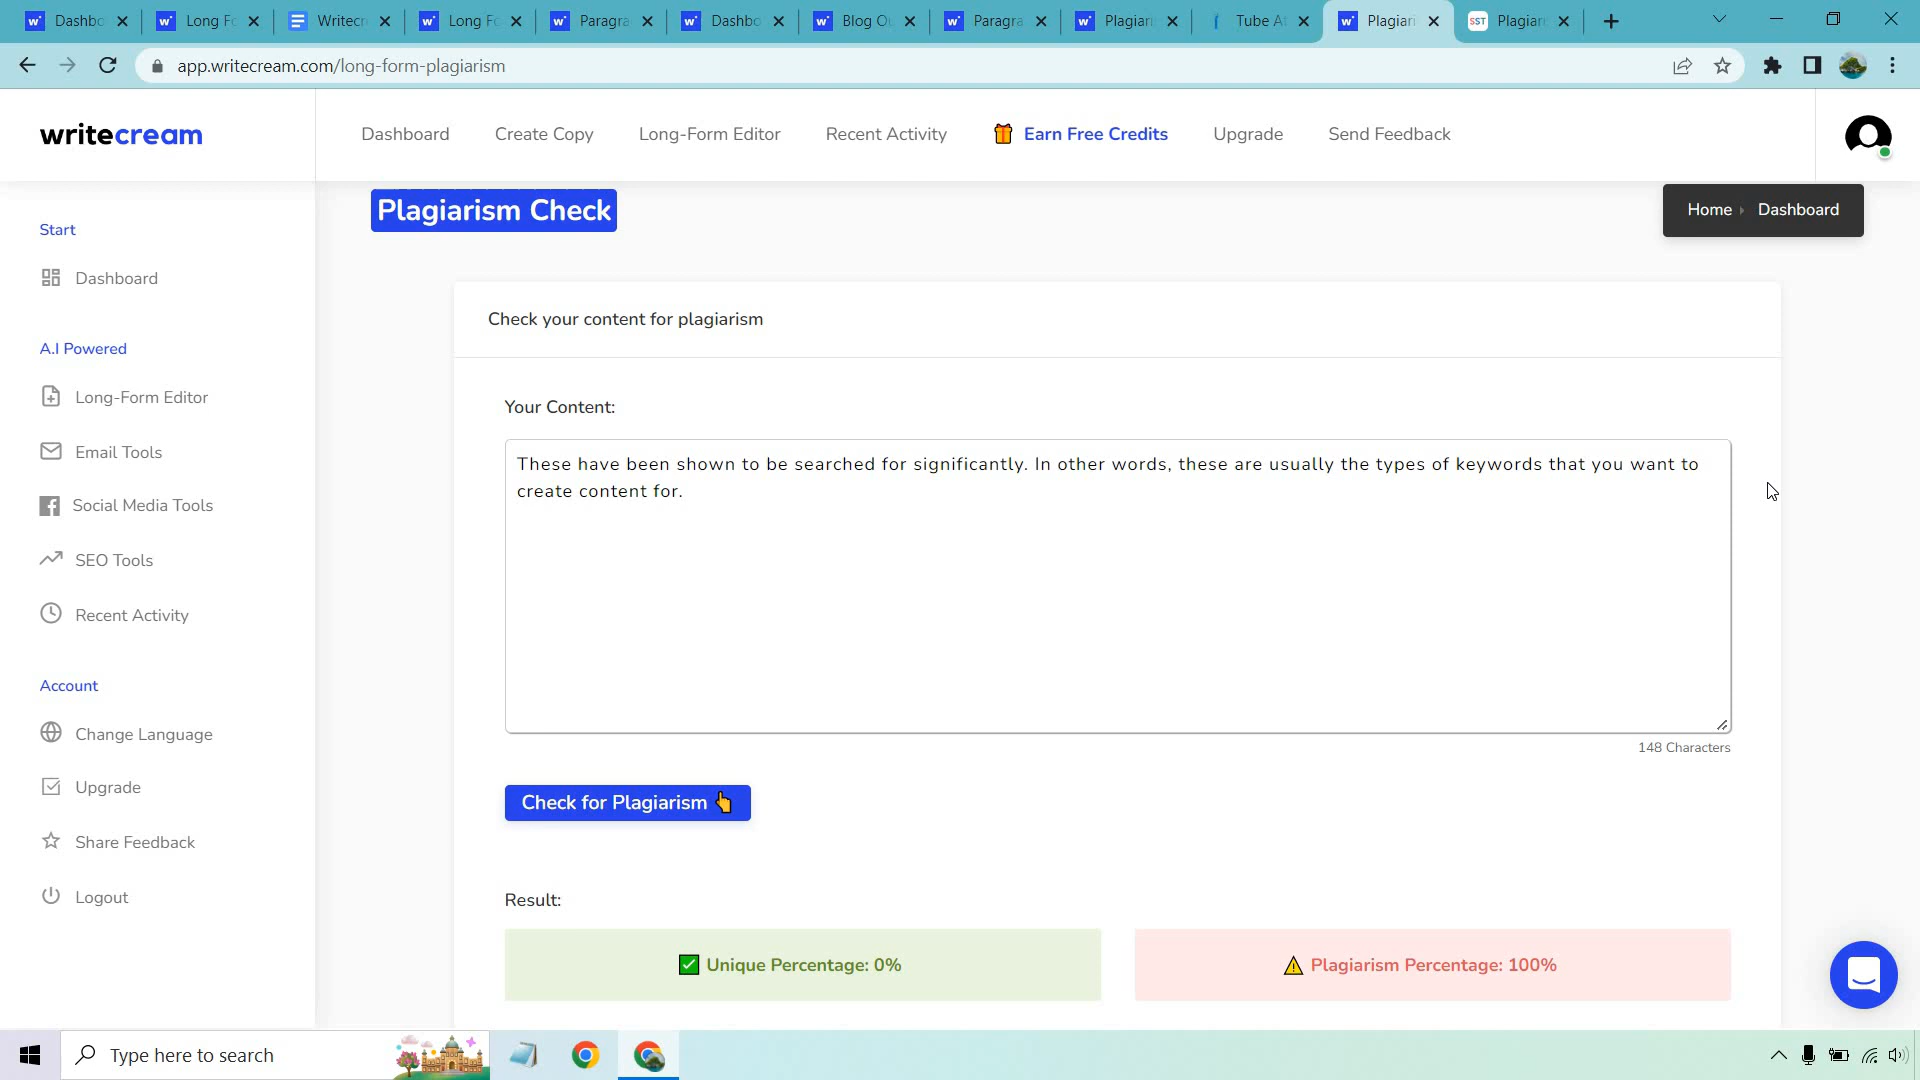 Dashbo
Long Fo
Writecr
Long Fo
Paragra
Dashbo
Blog Ou
Paragra
Plagiari
Tube At
Plagiari
SST Plagiari
app.writecream.com/long-form-plagiarism
writecream
Dashboard
Create Copy
Long-Form Editor
Recent Activity
Earn Free Credits
Upgrade
Send Feedback
Plagiarism Check
Home
Dashboard
Start
Dashboard
A.I Powered
Long-Form Editor
Email Tools
Social Media Tools
SEO Tools
Recent Activity
Account
Change Language
Upgrade
Share Feedback
Logout
Check your content for plagiarism
Your Content:
These have been shown to be searched for significantly. In other words, these are usually the types of keywords that you want to
create content for.
148 Characters
Check for Plagiarism
Result:
Unique Percentage: 0%
Plagiarism Percentage: 100%
Type here to search